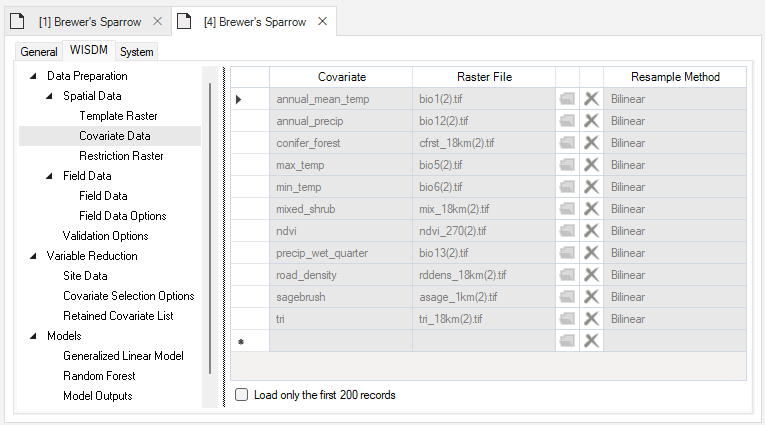 [1] Brewer's Sparrow
[4] Brewer's Sparrow
General WISDM System
Data Preparation
Spatial Data
Template Raster
Covariate Data
Restriction Raster
Field Data
Field Data
Field Data Options
Validation Options
Variable Reduction
Site Data
Covariate Selection Options
Retained Covariate List
Models
Generalized Linear Model
Random Forest
Model Outputs
Covariate Raster File Resample Method
annual_mean_temp bio1(2).tif Bilinear
annual_precip bio12(2).tif Bilinear
conifer_forest cfrst_18km(2).tif Bilinear
max_temp bio5(2).tif Bilinear
min_temp bio6(2).tif Bilinear
mixed_shrub mix_18km(2).tif Bilinear
ndvi ndvi_270(2).tif Bilinear
precip_wet_quarter bio13(2).tif Bilinear
road_density rddens_18km(2).tif Bilinear
sagebrush asage_1km(2).tif Bilinear
tri tri_18km(2).tif Bilinear
Load only the first 200 records